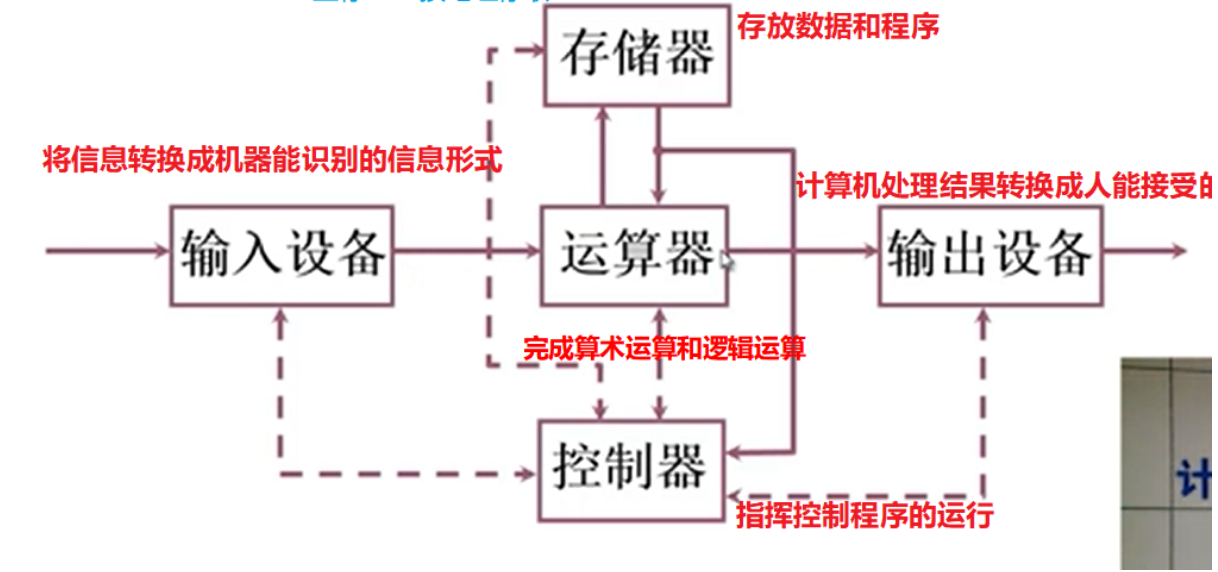 存储器
存放数据和程序
将信息转换成机器能识别的信息形式
计算机处理结果转换成人能接受的
输入设备
运算器
输出设备
完成算术运算和逻辑运算
控制器
计
指挥控制程序的运行